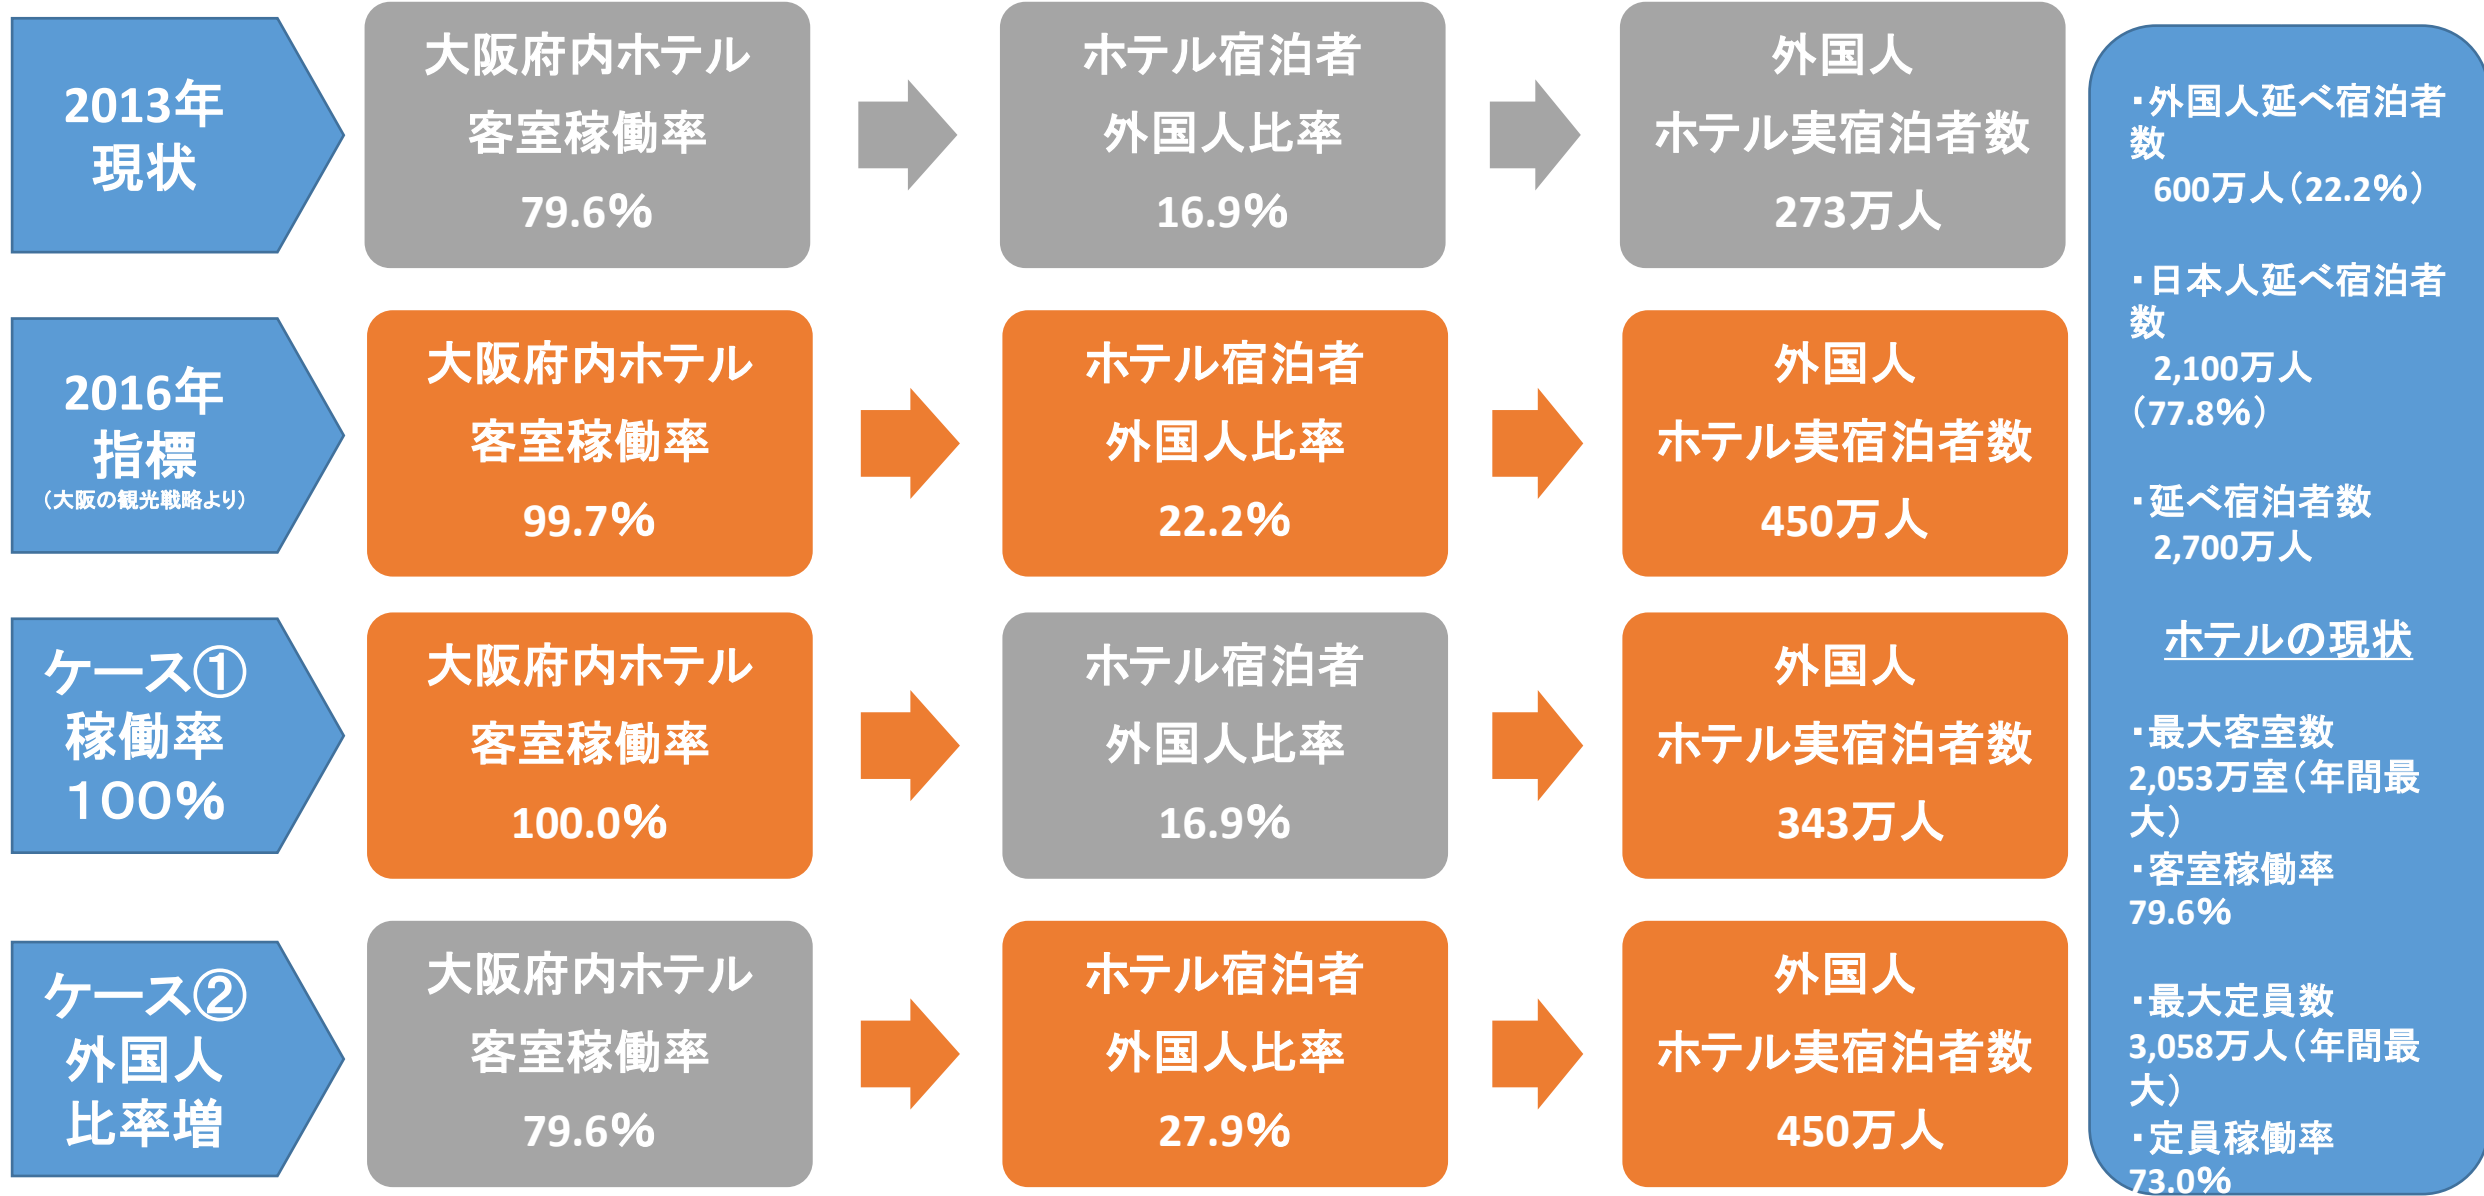 2013年
現状
大阪府内ホテル
客室稼働率
79.6%
ホテル宿泊者
外国人比率
16.9%
外国人
ホテル実宿泊者数
273万人
2016年
指標
（大阪の観光戦略より）
大阪府内ホテル
客室稼働率
99.7%
ホテル宿泊者
外国人比率
22.2%
外国人
ホテル実宿泊者数
450万人
ケース①
稼働率
１００％
大阪府内ホテル
客室稼働率
100.0%
ホテル宿泊者
外国人比率
16.9%
外国人
ホテル実宿泊者数
343万人
ケース②
外国人
比率増
大阪府内ホテル
客室稼働率
79.6%
ホテル宿泊者
外国人比率
27.9%
外国人
ホテル実宿泊者数
450万人
・外国人延べ宿泊者
数
600万人（22.2%）
・日本人延べ宿泊者
数
2,100万人
（77.8%）
・延べ宿泊者数
2,700万人
ホテルの現状
・最大客室数
2,053万室（年間最
大）
・客室稼働率
79.6%
・最大定員数
3,058万人（年間最
大）
・定員稼働率
73.0%